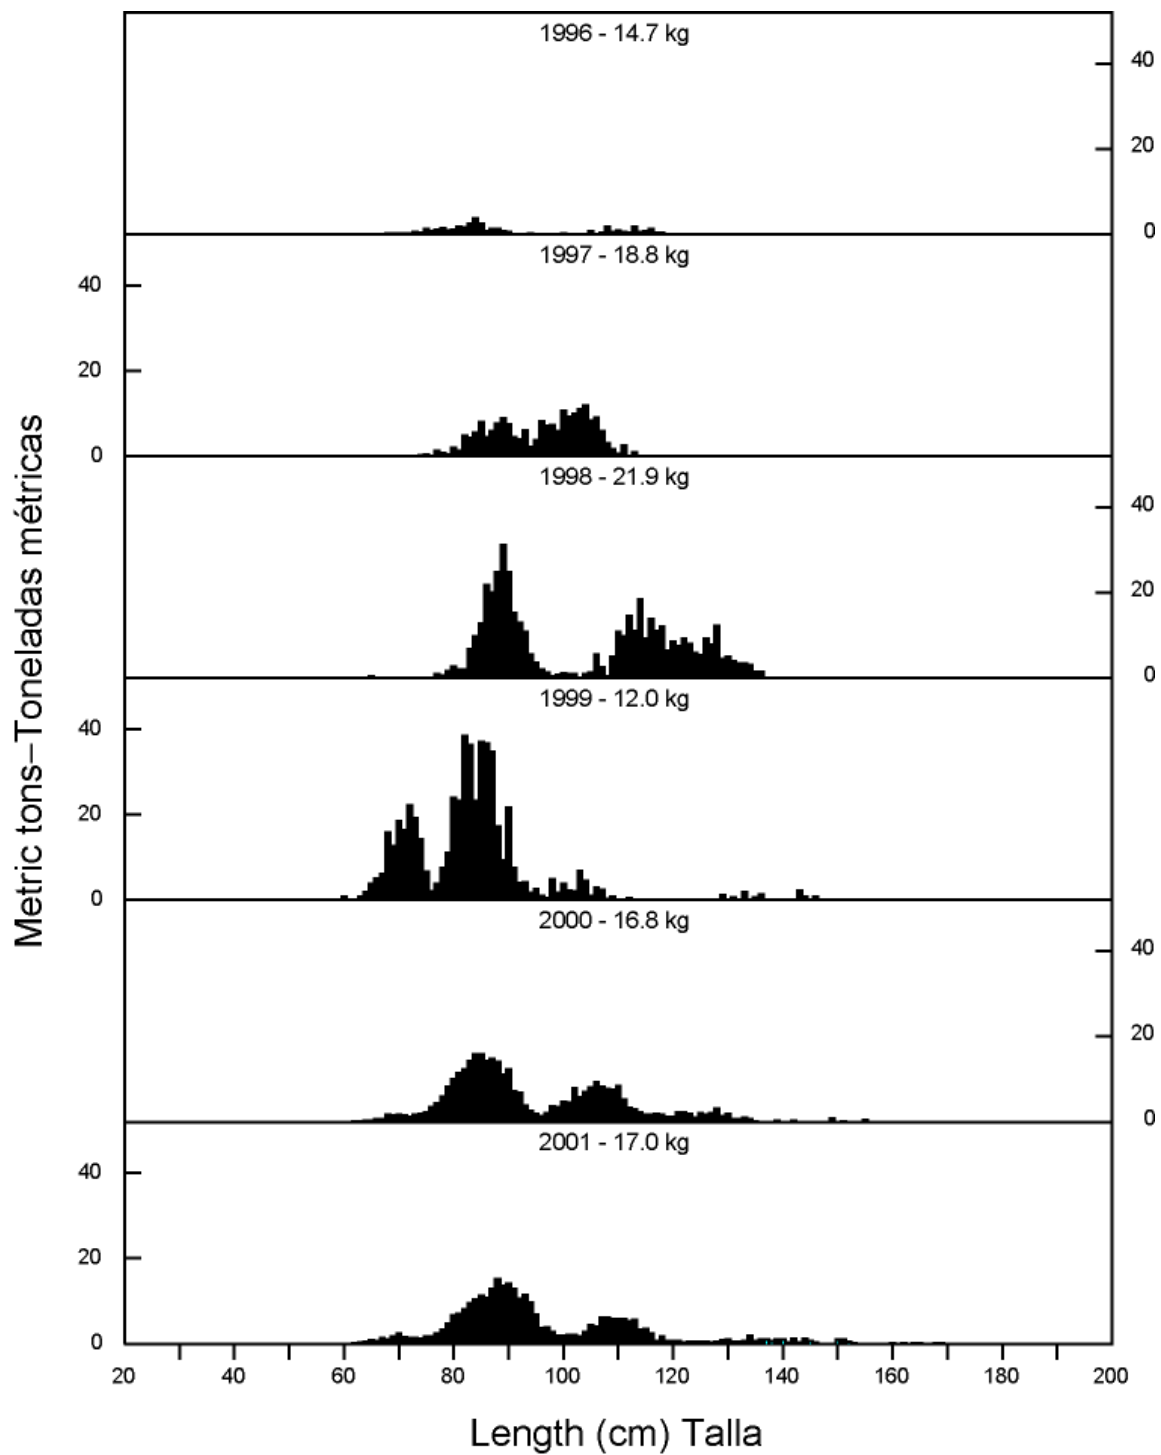 1996 - 14.7 kg
40
20
0
1997 - 18.8 kg
40
20
0
1998 - 21.9 kg
40
20
0
1999 - 12.0 kg
40
20
0
2000 - 16.8 kg
40
20
0
2001 - 17.0 kg
40
20
0
Metric tons–Toneladas métricas
20 40 60 80 100 120 140 160 180 200
Length (cm) Talla